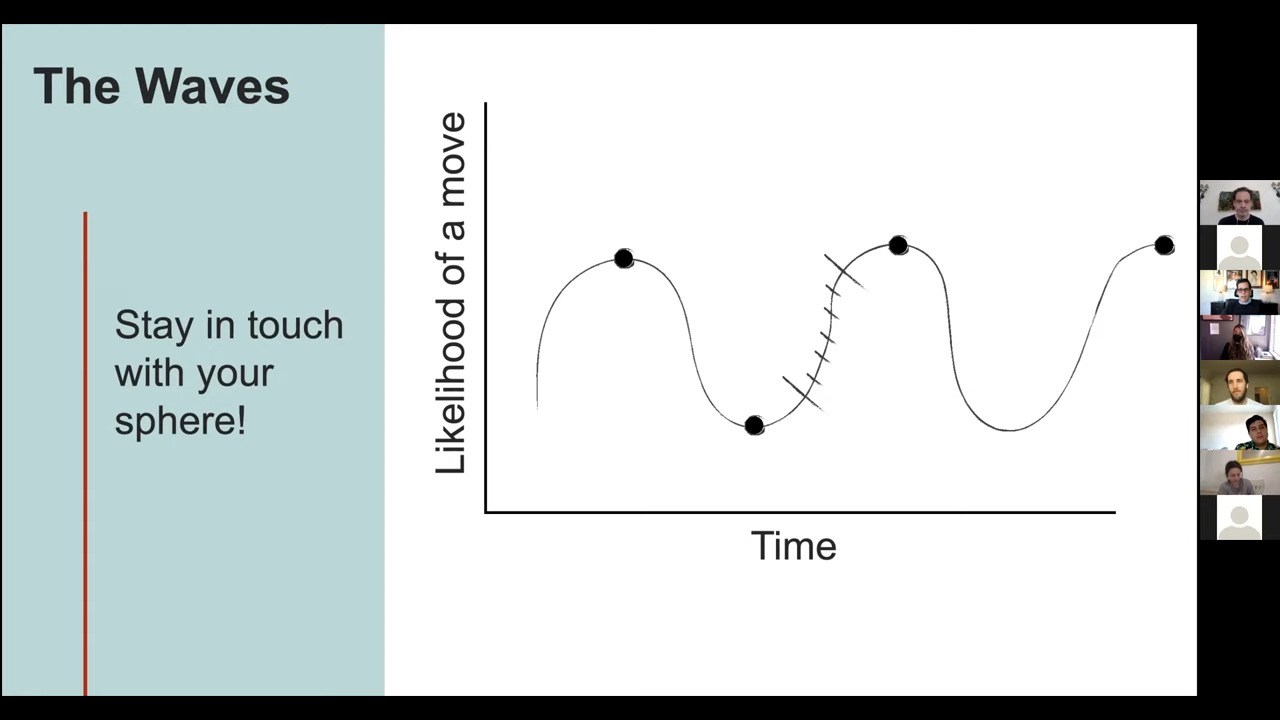 The Waves
Stay in touch
with your
sphere!
Likelihood of a move
Time